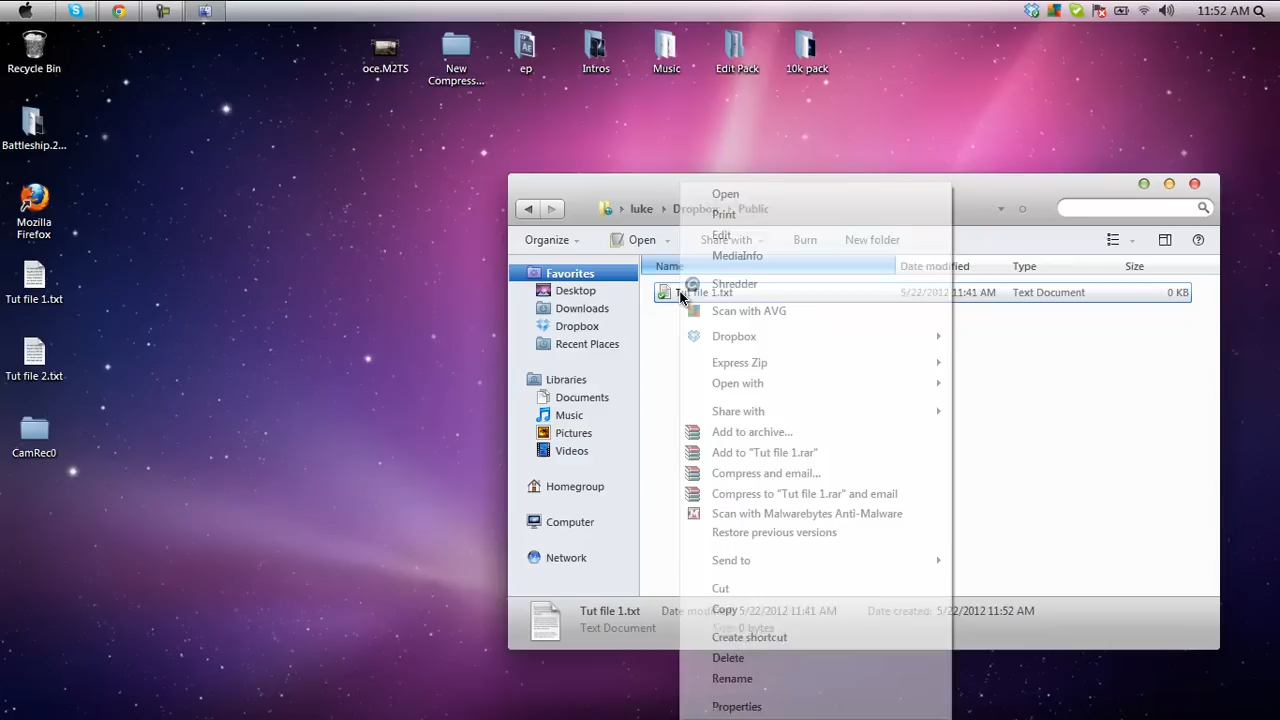 11:52 AM
Recycle Bin
oce.M2TS
New
Compress...
ep
Intros
Music
Edit Pack
10k pack
Battleship.2...
Mozilla
Firefox
Tut file 1.txt
Tut file 2.txt
CamRec0
luke
Dropbox
Public
Organize
Open
Share with
Burn
New folder
Name
Date modified
Type
Size
Tut file 1.txt
5/22/2012 11:41 AM
Text Document
0 KB
Favorites
Desktop
Downloads
Dropbox
Recent Places
Libraries
Documents
Music
Pictures
Videos
Homegroup
Computer
Network
Open
Print
Edit
MediaInfo
Shredder
Scan with AVG
Dropbox
Express Zip
Open with
Share with
Add to archive...
Add to "Tut file 1.rar"
Compress and email...
Compress to "Tut file 1.rar" and email
Scan with Malwarebytes Anti-Malware
Restore previous versions
Send to
Cut
Copy
Create shortcut
Delete
Rename
Properties
Tut file 1.txt
Date modified: 5/22/2012 11:41 AM
Date created: 5/22/2012 11:52 AM
Text Document
Size: 0 bytes